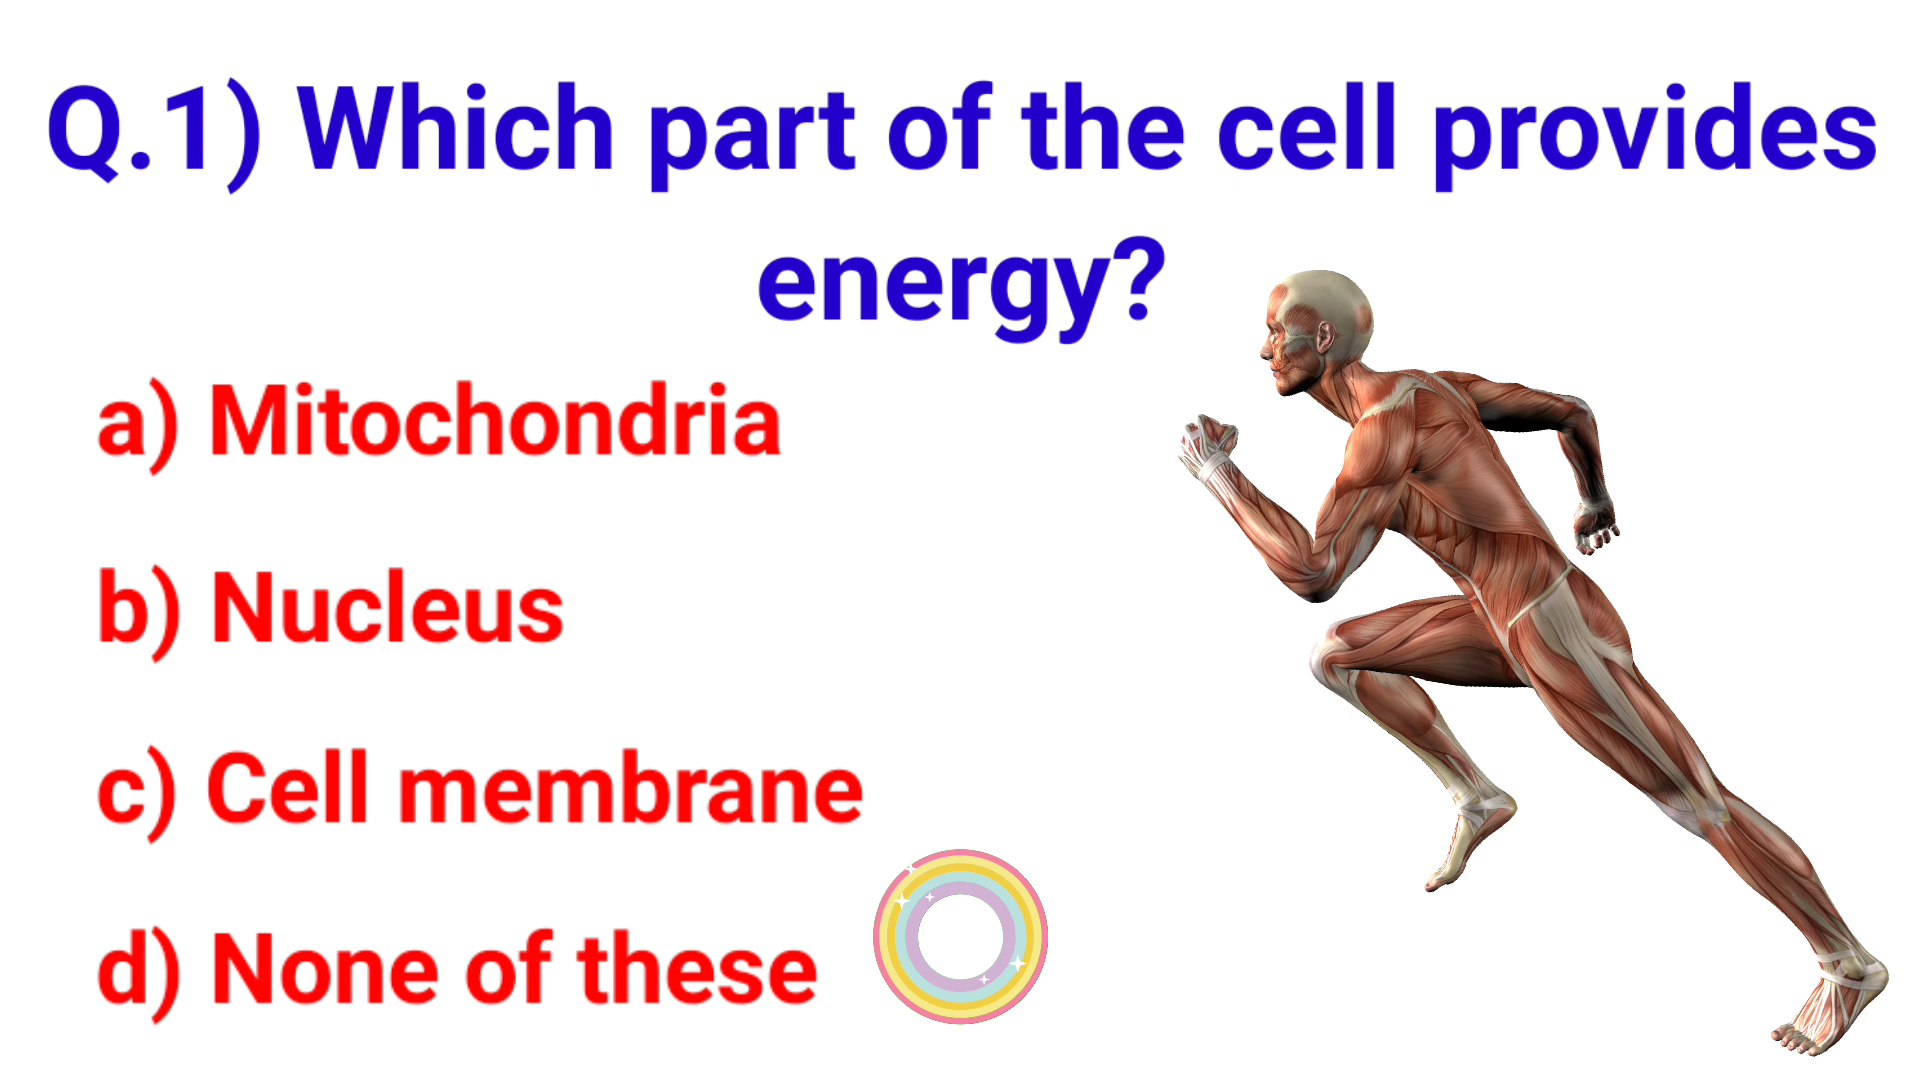 Q.1) Which part of the cell provides
energy?
a) Mitochondria
b) Nucleus
c) Cell membrane
d) None of these